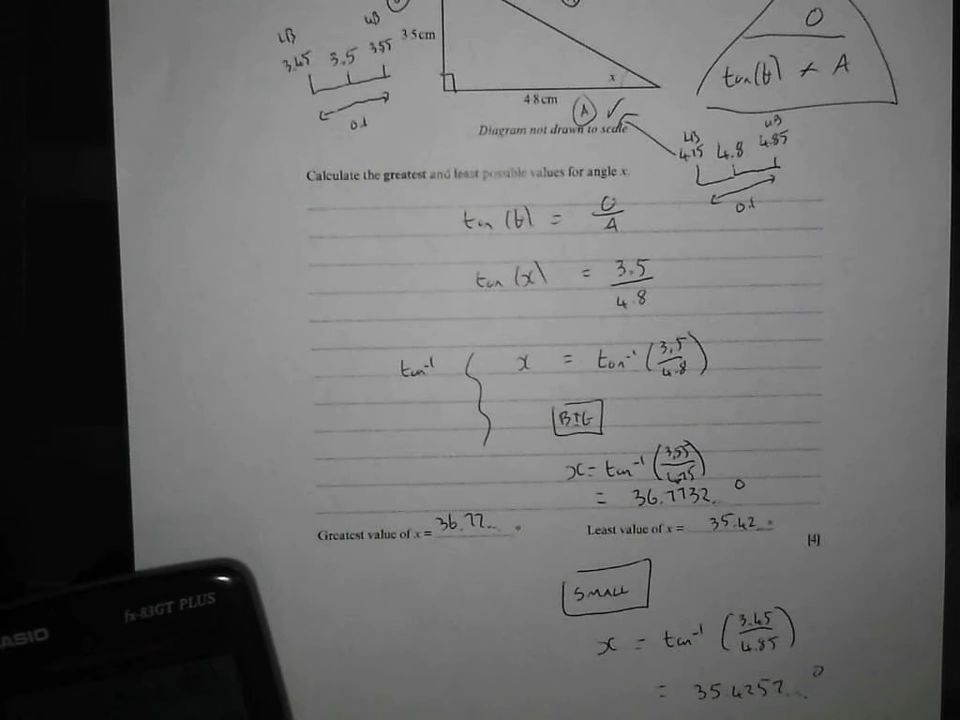 LB
3.45 3.5
UB
3.55
0.1
3.5cm
4.8cm
x
A ✓
Diagram not drawn to scale
O
tan(θ) × A
LB
4.75 4.8
UB
4.85
0.1
Calculate the greatest and least possible values for angle x.
tan (θ) = O/A
tan (x) = 3.5/4.8
tan⁻¹ { x = tan⁻¹ (3.5/4.8)
BIG
x = tan⁻¹ (3.55/4.75)
= 36.7732..°
Greatest value of x = 36.77...° Least value of x = 35.42..°
[4]
SMALL
x = tan⁻¹ (3.45/4.85)
= 35.4257...°
CASIO fx-83GT PLUS